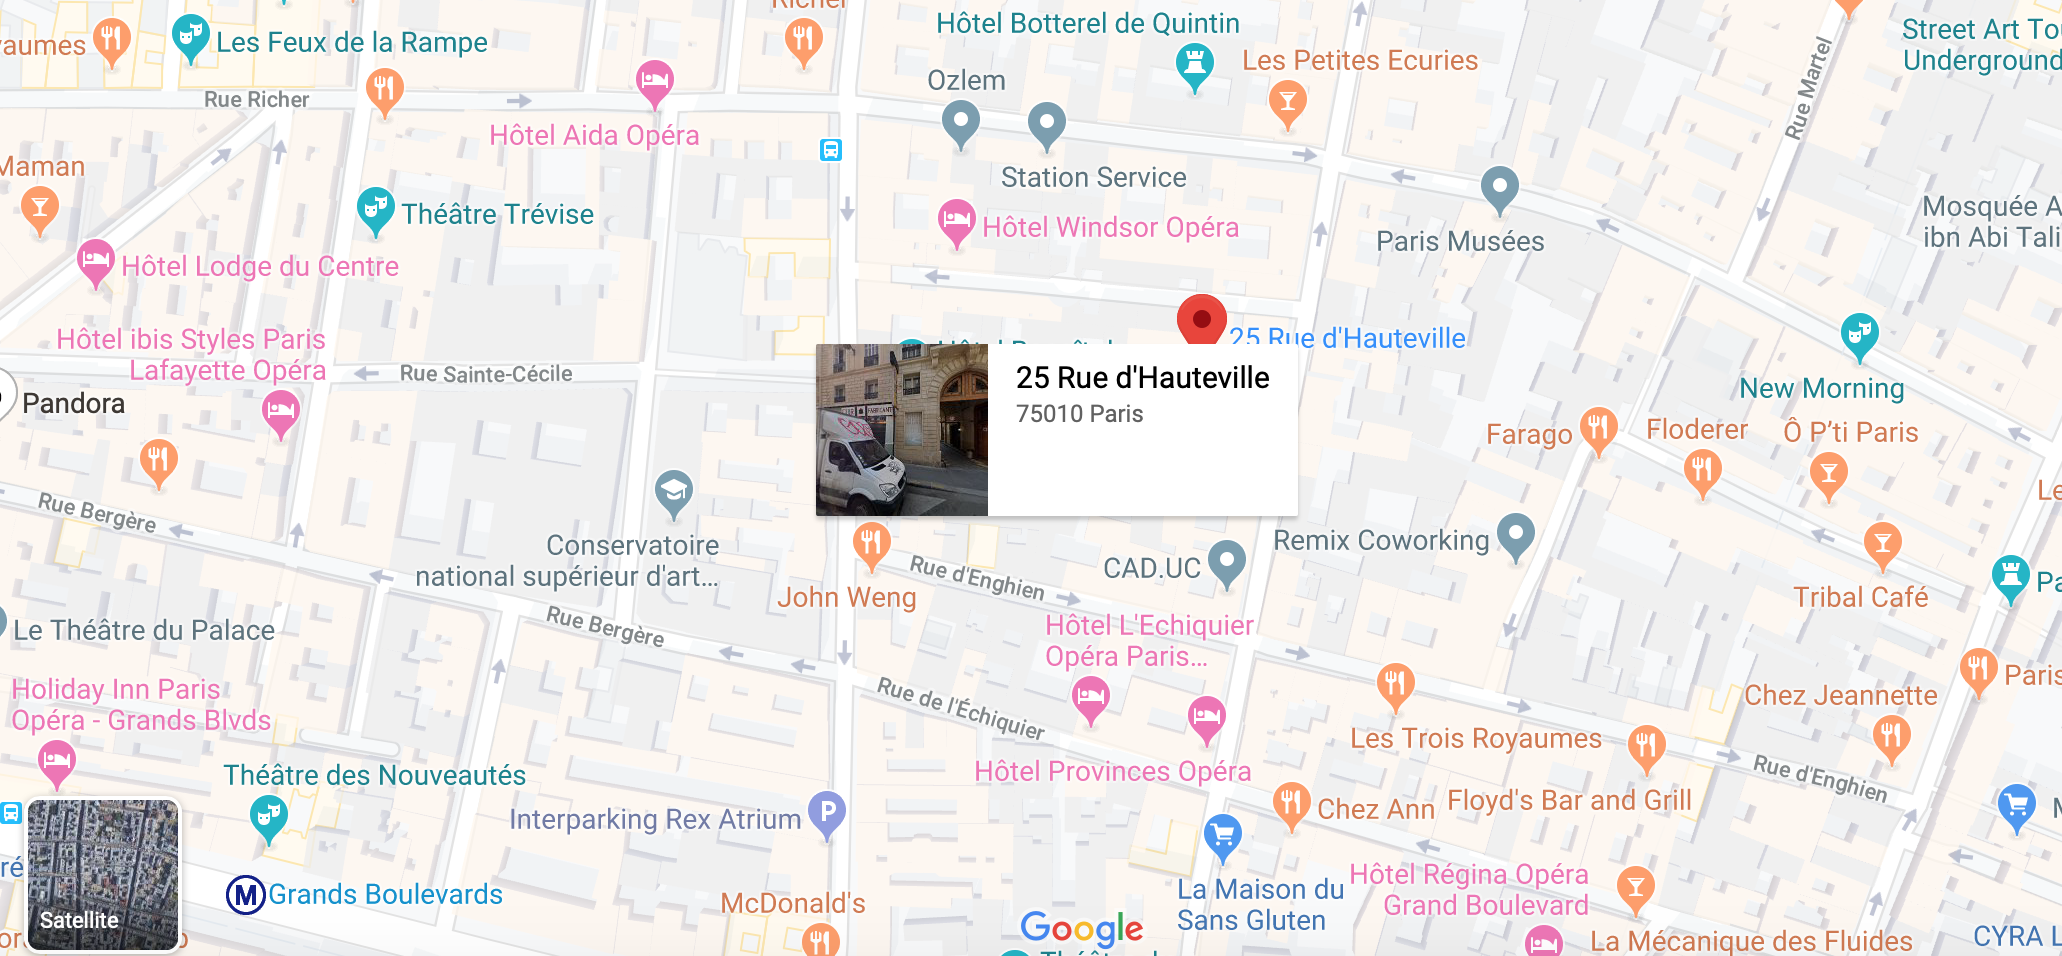 Hôtel Botterel de Quintin
Street Art To
Underground
yaumes
Les Feux de la Rampe
Les Petites Ecuries
Ozlem
Rue Richer
Rue Martel
Hôtel Aida Opéra
Maman
Station Service
Théâtre Trévise
Hôtel Windsor Opéra
Paris Musées
Mosquée A
ibn Abi Tali
Hôtel Lodge du Centre
Hôtel ibis Styles Paris
Lafayette Opéra
25 Rue d'Hauteville
Rue Sainte-Cécile
25 Rue d'Hauteville
75010 Paris
Pandora
New Morning
Farago
Floderer
Ô P'ti Paris
Rue Bergère
Conservatoire
national supérieur d'art...
Remix Coworking
CAD.UC
Rue d'Enghien
John Weng
Tribal Café
Pa
Le Théâtre du Palace
Rue Bergère
Hôtel L'Echiquier
Opéra Paris...
Holiday Inn Paris
Opéra - Grands Blvds
Rue de l'Échiquier
Chez Jeannette
Paris
Les Trois Royaumes
Théâtre des Nouveautés
Hôtel Provinces Opéra
Rue d'Enghien
Interparking Rex Atrium
P
Chez Ann
Floyd's Bar and Grill
M
Grands Boulevards
Satellite
McDonald's
La Maison du
Sans Gluten
Hôtel Régina Opéra
Grand Boulevard
Google
La Mécanique des Fluides
CYRA L